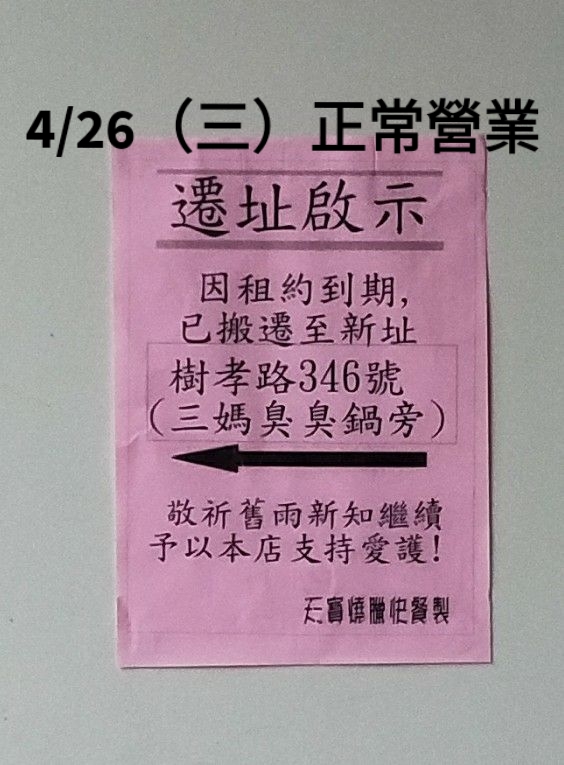 4/26（三）正常營業
遷址啟示
因租約到期,
已搬遷至新址
樹孝路346號
(三媽臭臭鍋旁)
敬祈舊雨新知繼續
予以本店支持愛護!
天寶燒臘快餐製